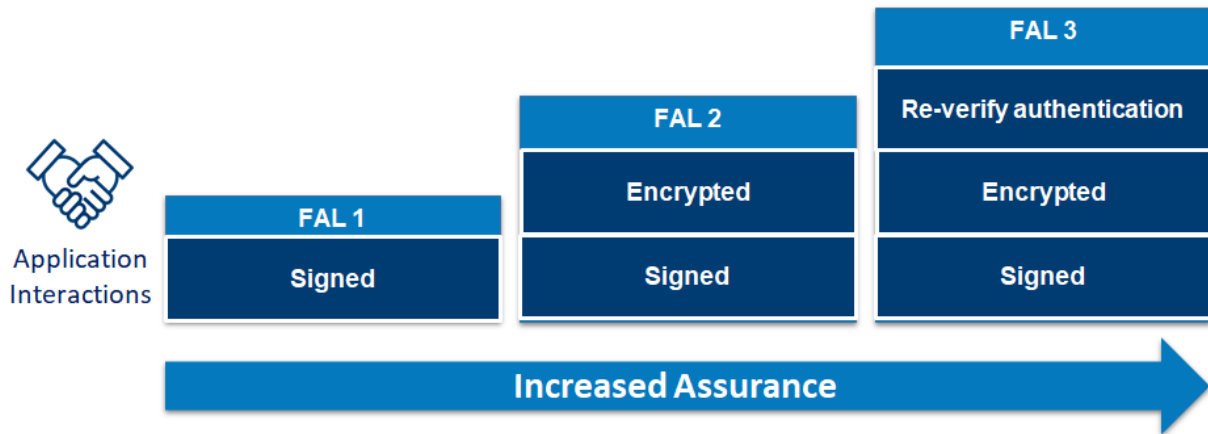 FAL 3
Re-verify authentication
FAL 2
Encrypted
Encrypted
FAL 1
Application
Interactions
Signed
Signed
Signed
Increased Assurance